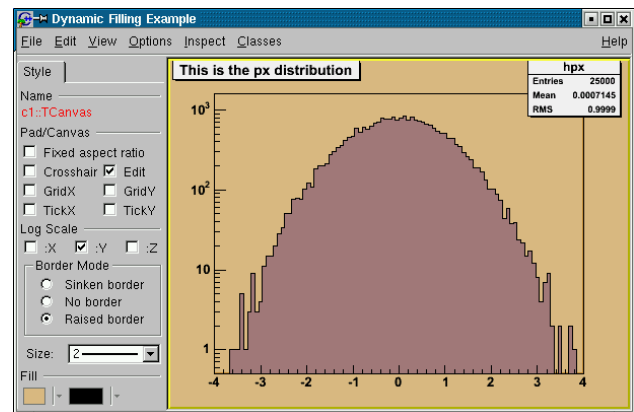 Dynamic Filling Example
File Edit View Options Inspect Classes Help
Style
Name
c1::TCanvas
Pad/Canvas
Fixed aspect ratio
Crosshair Edit
GridX GridY
TickX TickY
Log Scale
:X :Y :Z
Border Mode
Sinken border
No border
Raised border
Size: 2
Fill
This is the px distribution
hpx
Entries 25000
Mean 0.0007145
RMS 0.9999
10³
10²
10
1
-4 -3 -2 -1 0 1 2 3 4